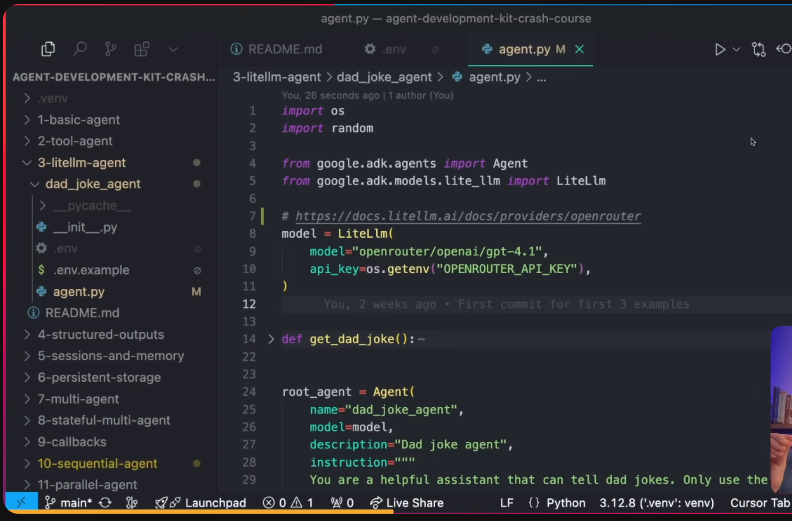 agent.py — agent-development-kit-crash-course
README.md
.env
agent.py M
AGENT-DEVELOPMENT-KIT-CRASH...
3-litellm-agent > dad_joke_agent > agent.py > ...
.venv
1-basic-agent
2-tool-agent
3-litellm-agent
dad_joke_agent
__pycache__
__init__.py
.env
$ .env.example
agent.py M
README.md
4-structured-outputs
5-sessions-and-memory
6-persistent-storage
7-multi-agent
8-stateful-multi-agent
9-callbacks
10-sequential-agent
11-parallel-agent
You, 26 seconds ago | 1 author (You)
1 import os
2 import random
3
4 from google.adk.agents import Agent
5 from google.adk.models.lite_llm import LiteLlm
6
7 # https://docs.litellm.ai/docs/providers/openrouter
8 model = LiteLlm(
9 model="openrouter/openai/gpt-4.1",
10 api_key=os.getenv("OPENROUTER_API_KEY"),
11 )
12 You, 2 weeks ago • First commit for first 3 examples
13
14 def get_dad_joke():⋯
22
23
24 root_agent = Agent(
25 name="dad_joke_agent",
26 model=model,
27 description="Dad joke agent",
28 instruction="""
29 You are a helpful assistant that can tell dad jokes. Only use the
main* Launchpad 0 1 0 Live Share LF {} Python 3.12.8 ('.venv': venv) Cursor Tab